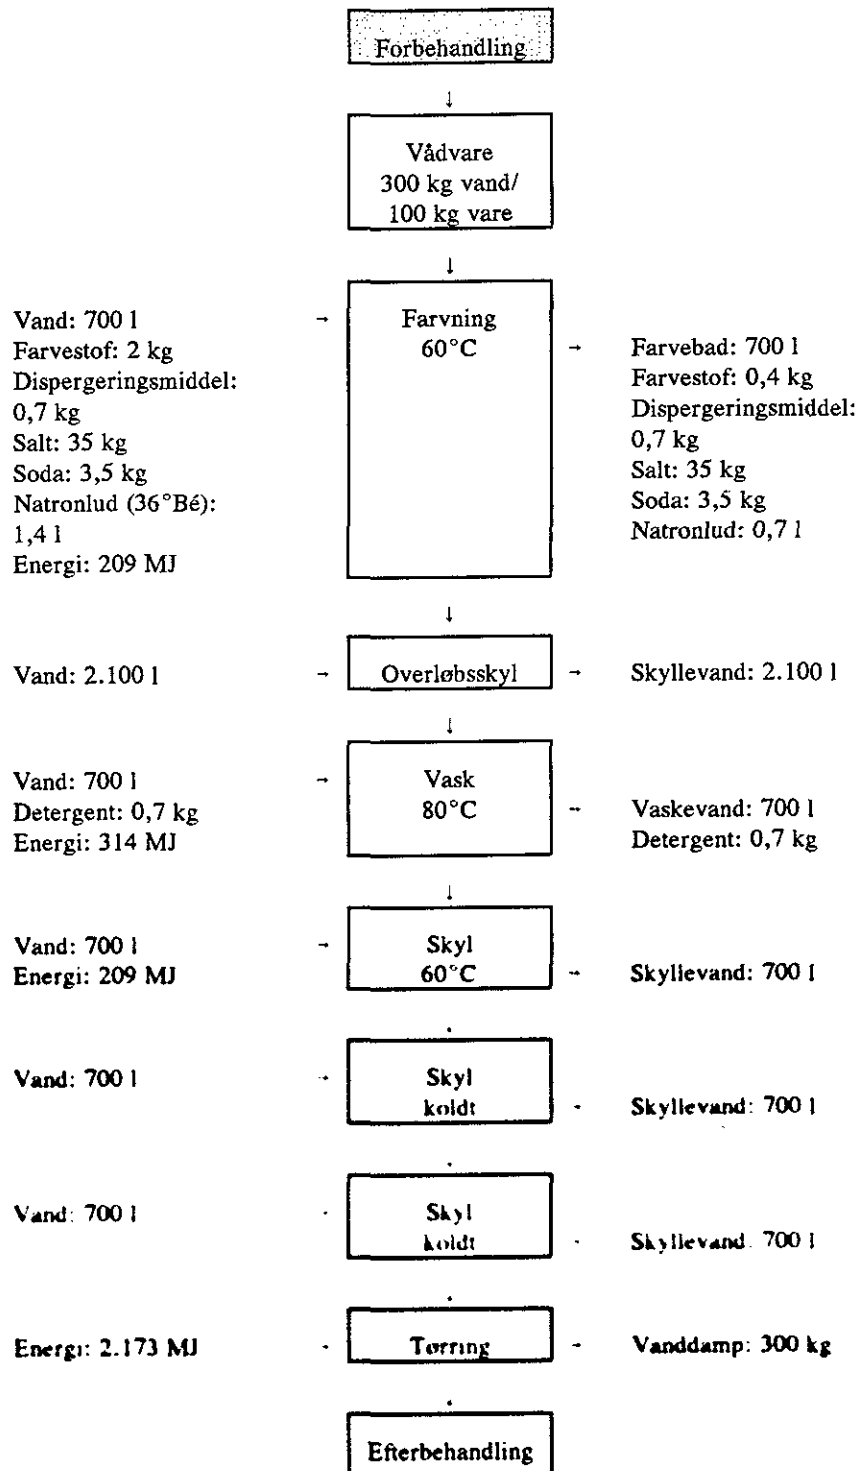 Forbehandling
↓
Vådvare
300 kg vand/
100 kg vare
↓
Vand: 700 l
Farvestof: 2 kg
Dispergeringsmiddel:
0,7 kg
Salt: 35 kg
Soda: 3,5 kg
Natronlud (36°Bé):
1,4 l
Energi: 209 MJ
→
Farvning
60°C
→
Farvebad: 700 l
Farvestof: 0,4 kg
Dispergeringsmiddel:
0,7 kg
Salt: 35 kg
Soda: 3,5 kg
Natronlud: 0,7 l
↓
Vand: 2.100 l
→
Overløbsskyl
→
Skyllevand: 2.100 l
↓
Vand: 700 l
Detergent: 0,7 kg
Energi: 314 MJ
→
Vask
80°C
→
Vaskevand: 700 l
Detergent: 0,7 kg
↓
Vand: 700 l
Energi: 209 MJ
→
Skyl
60°C
→
Skyllevand: 700 l
Vand: 700 l
Skyl
koldt
Skyllevand: 700 l
Vand: 700 l
Skyl
koldt
Skyllevand: 700 l
Energi: 2.173 MJ
Tørring
→
Vanddamp: 300 kg
Efterbehandling